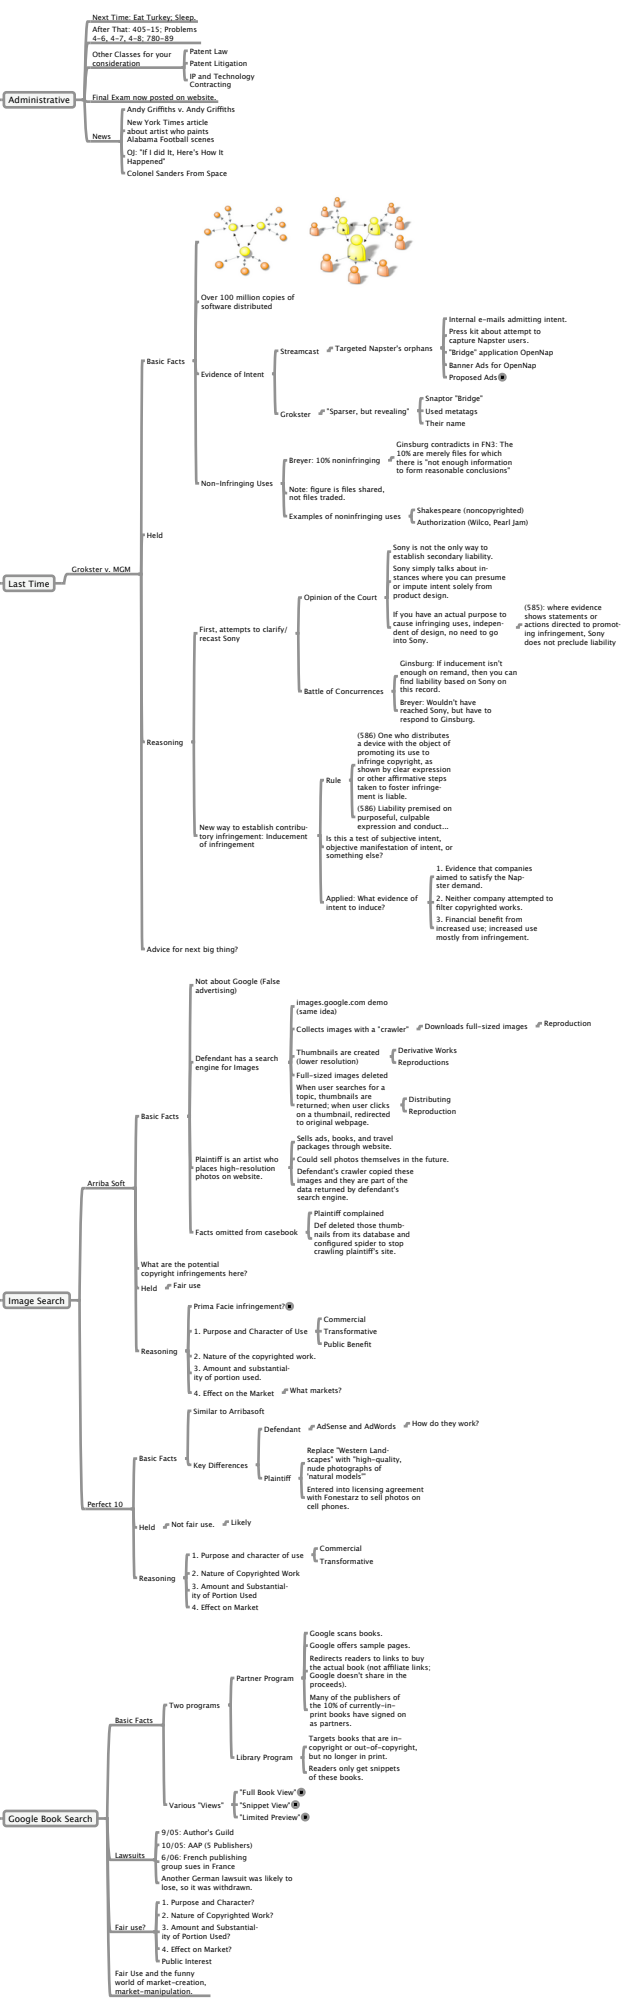 Administrative
Next Time: Eat Turkey; Sleep.
After That: 405-15; Problems
4-6, 4-7, 4-8; 780-89
Other Classes for your
consideration
Patent Law
Patent Litigation
IP and Technology
Contracting
Final Exam now posted on website.
News
Andy Griffiths v. Andy Griffiths
New York Times article
about artist who paints
Alabama Football scenes
OJ: "If I did It, Here's How It
Happened"
Colonel Sanders From Space
Last Time
Grokster v. MGM
Basic Facts
Over 100 million copies of
software distributed
Evidence of Intent
Streamcast
Targeted Napster's orphans
Internal e-mails admitting intent.
Press kit about attempt to
capture Napster users.
"Bridge" application OpenNap
Banner Ads for OpenNap
Proposed Ads
Grokster
"Sparser, but revealing"
Snaptor "Bridge"
Used metatags
Their name
Non-Infringing Uses
Breyer: 10% noninfringing
Ginsburg contradicts in FN3: The
10% are merely files for which
there is "not enough information
to form reasonable conclusions"
Note: figure is files shared,
not files traded.
Examples of noninfringing uses
Shakespeare (noncopyrighted)
Authorization (Wilco, Pearl Jam)
Held
Reasoning
First, attempts to clarify/
recast Sony
Opinion of the Court
Sony is not the only way to
establish secondary liability.
Sony simply talks about in-
stances where you can presume
or impute intent solely from
product design.
If you have an actual purpose to
cause infringing uses, indepen-
dent of design, no need to go
into Sony.
(585): where evidence
shows statements or
actions directed to promot-
ing infringement, Sony
does not preclude liability
Battle of Concurrences
Ginsburg: If inducement isn't
enough on remand, then you can
find liability based on Sony on
this record.
Breyer: Wouldn't have
reached Sony, but have to
respond to Ginsburg.
New way to establish contribu-
tory infringement: Inducement
of infringement
Rule
(586) One who distributes
a device with the object of
promoting its use to
infringe copyright, as
shown by clear expression
or other affirmative steps
taken to foster infringe-
ment is liable.
(586) Liability premised on
purposeful, culpable
expression and conduct...
Is this a test of subjective intent,
objective manifestation of intent, or
something else?
Applied: What evidence of
intent to induce?
1. Evidence that companies
aimed to satisfy the Nap-
ster demand.
2. Neither company attempted to
filter copyrighted works.
3. Financial benefit from
increased use; increased use
mostly from infringement.
Advice for next big thing?
Image Search
Arriba Soft
Basic Facts
Not about Google (False
advertising)
Defendant has a search
engine for Images
images.google.com demo
(same idea)
Collects images with a "crawler"
Downloads full-sized images
Reproduction
Thumbnails are created
(lower resolution)
Derivative Works
Reproductions
Full-sized images deleted
When user searches for a
topic, thumbnails are
returned; when user clicks
on a thumbnail, redirected
to original webpage.
Distributing
Reproduction
Plaintiff is an artist who
places high-resolution
photos on website.
Sells ads, books, and travel
packages through website.
Could sell photos themselves in the future.
Defendant's crawler copied these
images and they are part of the
data returned by defendant's
search engine.
Facts omitted from casebook
Plaintiff complained
Def deleted those thumb-
nails from its database and
configured spider to stop
crawling plaintiff's site.
What are the potential
copyright infringements here?
Held
Fair use
Reasoning
Prima Facie infringement?
1. Purpose and Character of Use
Commercial
Transformative
Public Benefit
2. Nature of the copyrighted work.
3. Amount and substantial-
ity of portion used.
4. Effect on the Market
What markets?
Perfect 10
Basic Facts
Similar to Arribasoft
Key Differences
Defendant
AdSense and AdWords
How do they work?
Plaintiff
Replace "Western Land-
scapes" with "high-quality,
nude photographs of
'natural models'"
Entered into licensing agreement
with Fonestarz to sell photos on
cell phones.
Held
Not fair use.
Likely
Reasoning
1. Purpose and character of use
Commercial
Transformative
2. Nature of Copyrighted Work
3. Amount and Substantial-
ity of Portion Used
4. Effect on Market
Google Book Search
Basic Facts
Two programs
Partner Program
Google scans books.
Google offers sample pages.
Redirects readers to links to buy
the actual book (not affiliate links;
Google doesn't share in the
proceeds).
Many of the publishers of
the 10% of currently-in-
print books have signed on
as partners.
Library Program
Targets books that are in-
copyright or out-of-copyright,
but no longer in print.
Readers only get snippets
of these books.
Various "Views"
"Full Book View"
"Snippet View"
"Limited Preview"
Lawsuits
9/05: Author's Guild
10/05: AAP (5 Publishers)
6/06: French publishing
group sues in France
Another German lawsuit was likely to
lose, so it was withdrawn.
Fair use?
1. Purpose and Character?
2. Nature of Copyrighted Work?
3. Amount and Substantial-
ity of Portion Used?
4. Effect on Market?
Public Interest
Fair Use and the funny
world of market-creation,
market-manipulation.